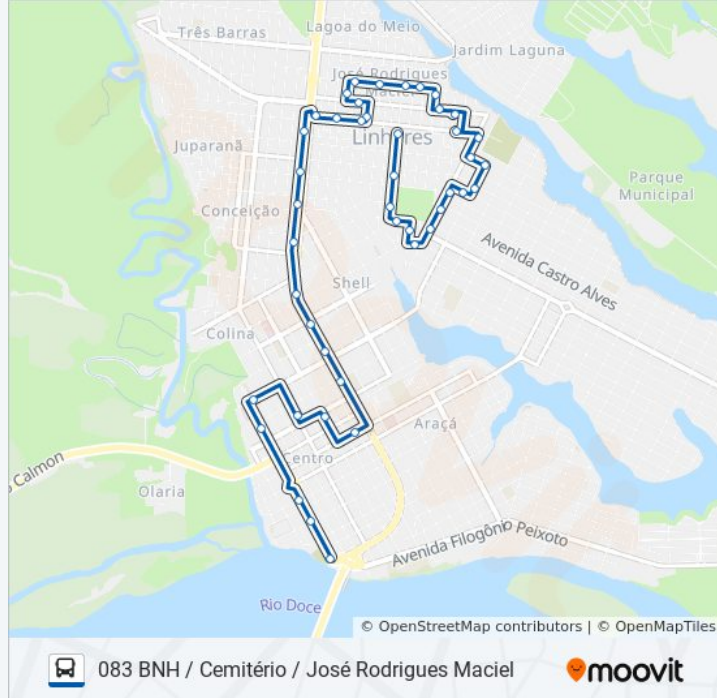 Lagoa do Meio
Três Barras
Jardim Laguna
José Rodrigues
Maciel
Linhares
Juparanã
Parque
Municipal
Conceição
Avenida Castro Alves
Shell
Colina
Araçá
Centro
o Calmon
Olaria
Avenida Filogônio Peixoto
Rio Doce
© OpenStreetMap contributors | © OpenMapTiles
083 BNH / Cemitério / José Rodrigues Maciel
moovit